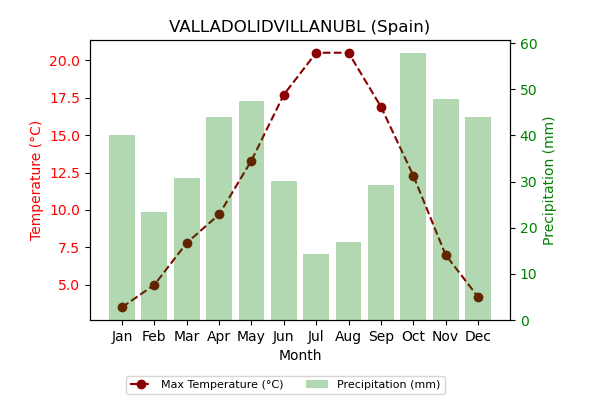 VALLADOLIDVILLANUBL (Spain)
20.0
17.5
15.0
12.5
10.0
7.5
5.0
Temperature (°C)
60
50
40
30
20
10
0
Precipitation (mm)
Jan Feb Mar Apr May Jun Jul Aug Sep Oct Nov Dec
Month
Max Temperature (°C) Precipitation (mm)